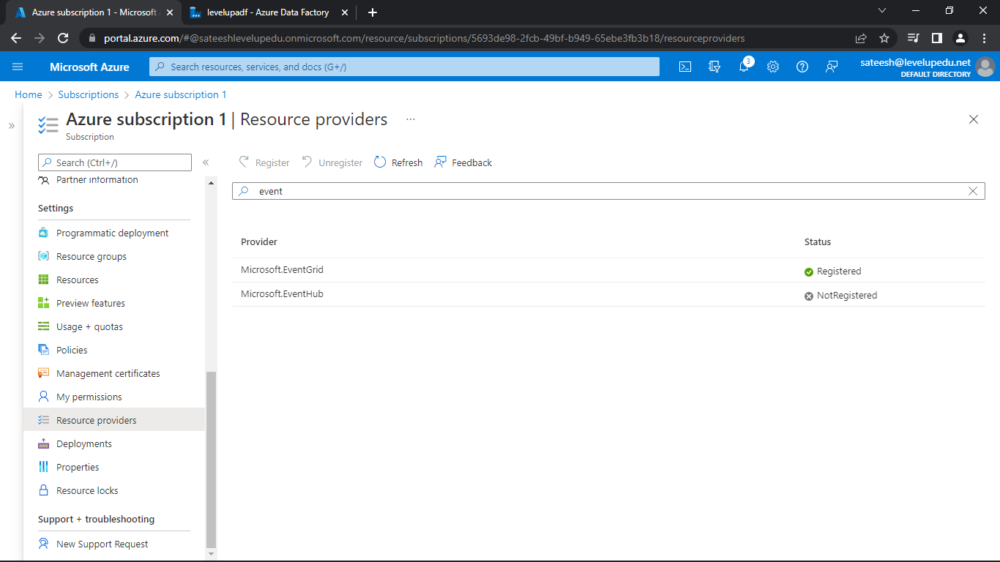 Azure subscription 1 - Microsoft
levelupadf - Azure Data Factory
portal.azure.com/#@sateeshlevelupedu.onmicrosoft.com/resource/subscriptions/5693de98-2fcb-49bf-b949-65ebe3fb3b18/resourceproviders
Microsoft Azure
Search resources, services, and docs (G+/)
3
sateesh@levelupedu.net
DEFAULT DIRECTORY
Home > Subscriptions > Azure subscription 1
Azure subscription 1 | Resource providers ...
Subscription
Search (Ctrl+/)
Register Unregister Refresh Feedback
Partner information
event
Settings
Programmatic deployment
Resource groups
Resources
Preview features
Usage + quotas
Policies
Management certificates
My permissions
Resource providers
Deployments
Properties
Resource locks
Support + troubleshooting
New Support Request
Provider Status
Microsoft.EventGrid Registered
Microsoft.EventHub NotRegistered